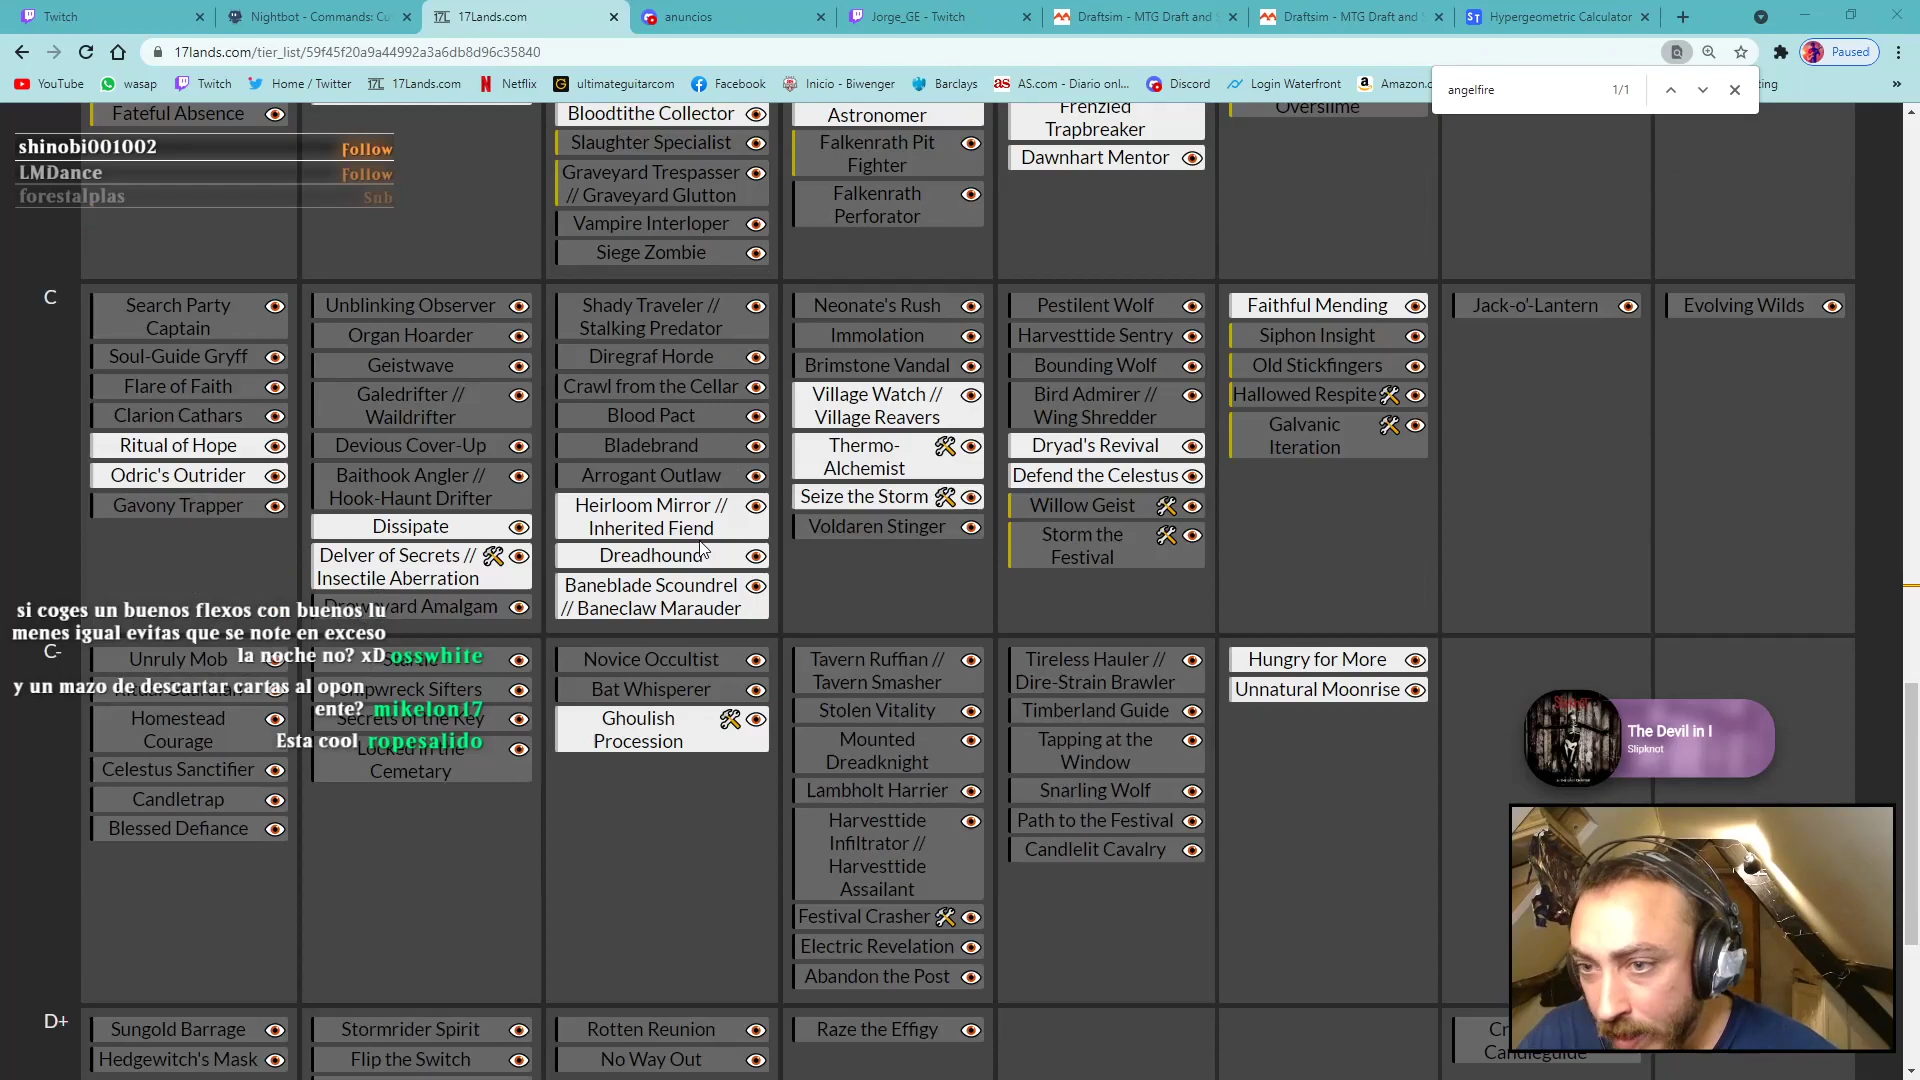 Twitch
Nightbot - Commands: Cu
17Lands.com
anuncios
Jorge_GE - Twitch
Draftsim - MTG Draft and
Draftsim - MTG Draft and
Hypergeometric Calculator
17lands.com/tier_list/59f45f20a9a44992a3a6db8d96c35840
Paused
YouTube
wasap
Twitch
Home / Twitter
17Lands.com
Netflix
ultimateguitarcom
Facebook
Inicio - Biwenger
Barclays
AS.com - Diario onl...
Discord
Login Waterfront
Amazon.c
angelfire
1/1
Fateful Absence
Bloodtithe Collector
Slaughter Specialist
Graveyard Trespasser
// Graveyard Glutton
Vampire Interloper
Siege Zombie
Astronomer
Falkenrath Pit
Fighter
Falkenrath
Perforator
Frenzied
Trapbreaker
Dawnhart Mentor
Overslime
shinobi001002 Follow
LMDance Follow
forestalplas Sub
C
Search Party
Captain
Soul-Guide Gryff
Flare of Faith
Clarion Cathars
Ritual of Hope
Odric's Outrider
Gavony Trapper
Unblinking Observer
Organ Hoarder
Geistwave
Galedrifter //
Waildrifter
Devious Cover-Up
Baithook Angler //
Hook-Haunt Drifter
Dissipate
Delver of Secrets //
Insectile Aberration
Amalgam
Shady Traveler //
Stalking Predator
Diregraf Horde
Crawl from the Cellar
Blood Pact
Bladebrand
Arrogant Outlaw
Heirloom Mirror //
Inherited Fiend
Dreadhound
Baneblade Scoundrel
// Baneclaw Marauder
Neonate's Rush
Immolation
Brimstone Vandal
Village Watch //
Village Reavers
Thermo-
Alchemist
Seize the Storm
Voldaren Stinger
Pestilent Wolf
Harvesttide Sentry
Bounding Wolf
Bird Admirer //
Wing Shredder
Dryad's Revival
Defend the Celestus
Willow Geist
Storm the
Festival
Faithful Mending
Siphon Insight
Old Stickfingers
Hallowed Respite
Galvanic
Iteration
Jack-o'-Lantern
Evolving Wilds
si coges un buenos flexos con buenos lu
menes igual evitas que se note en exceso
la noche no? xD osswhite
y un mazo de descartar cartas al opon
ente? mikelon17
Esta cool ropesalido
C-
Unruly Mob
Ritual Guardian
Homestead
Courage
Celestus Sanctifier
Candletrap
Blessed Defiance
Startle
Shipwreck Sifters
Secrets of the Key
Locked in the
Cemetary
Novice Occultist
Bat Whisperer
Ghoulish
Procession
Tavern Ruffian //
Tavern Smasher
Stolen Vitality
Mounted
Dreadknight
Lambholt Harrier
Harvesttide
Infiltrator //
Harvesttide
Assailant
Festival Crasher
Electric Revelation
Abandon the Post
Tireless Hauler //
Dire-Strain Brawler
Timberland Guide
Tapping at the
Window
Snarling Wolf
Path to the Festival
Candlelit Cavalry
Hungry for More
Unnatural Moonrise
The Devil in I
Slipknot
D+
Sungold Barrage
Hedgewitch's Mask
Stormrider Spirit
Flip the Switch
Rotten Reunion
No Way Out
Raze the Effigy